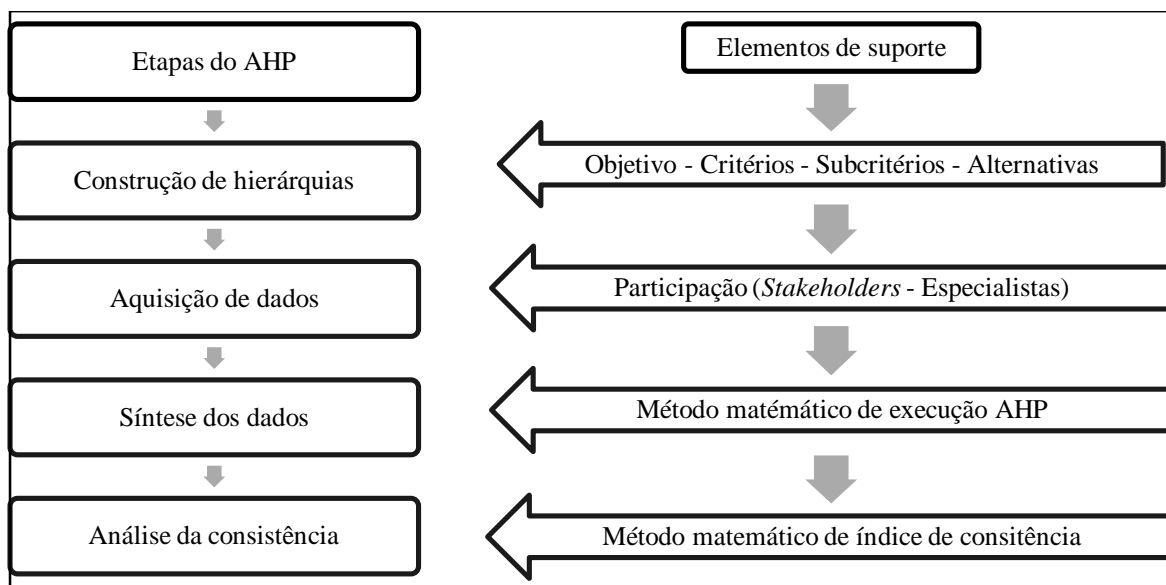 Etapas do AHP
Elementos de suporte
Construção de hierárquias
Objetivo - Critérios - Subcritérios - Alternativas
Aquisição de dados
Participação (Stakeholders - Especialistas)
Síntese dos dados
Método matémático de execução AHP
Análise da consistência
Método matemático de índice de consitência